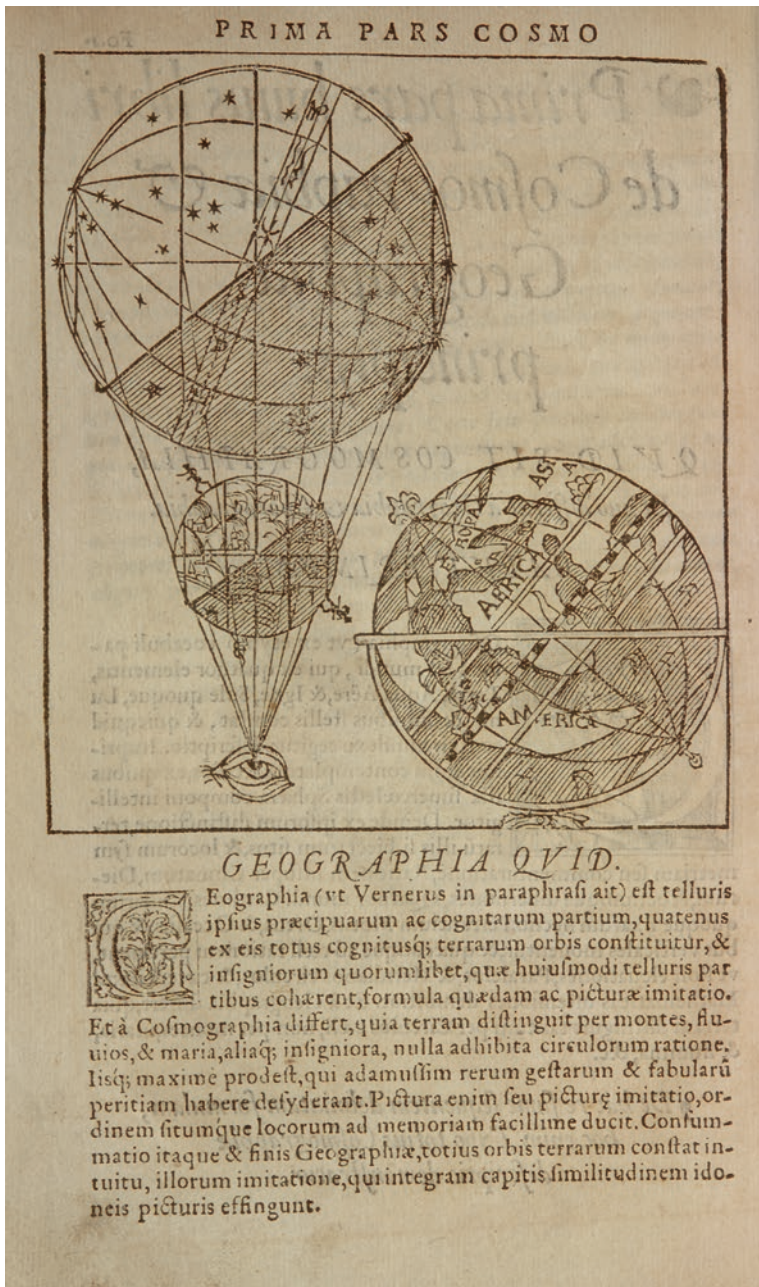 PRIMA PARS COSMO
ASIA
EVROPA
AFRICA
AMERICA
GEOGRAPHIA QVID.
GEographia (vt Vernerus in paraphraſi ait) eſt telluris
ipſius præcipuarum ac cognitarum partium,quatenus
ex eis totus cognituſq; terrarum orbis conſtituitur,&
inſigniorum quorumlibet,quæ huiuſmodi telluris par
tibus cohærent,formula quædam ac picturæ imitatio.
Et à Coſmographia differt,quia terram diſtinguit per montes, flu-
uios,& maria,aliaq; inſigniora, nulla adhibita circulorum ratione.
Iisq; maxime prodeſt,qui adamuſſim rerum geſtarum & fabularū
peritiam habere deſyderant.Pictura enim ſeu picturę imitatio,or-
dinem ſitumque locorum ad memoriam facillime ducit.Conſum-
matio itaque & finis Geographiæ,totius orbis terrarum conſtat in-
tuitu, illorum imitatione,qui integram capitis ſimilitudinem ido-
neis picturis effingunt.